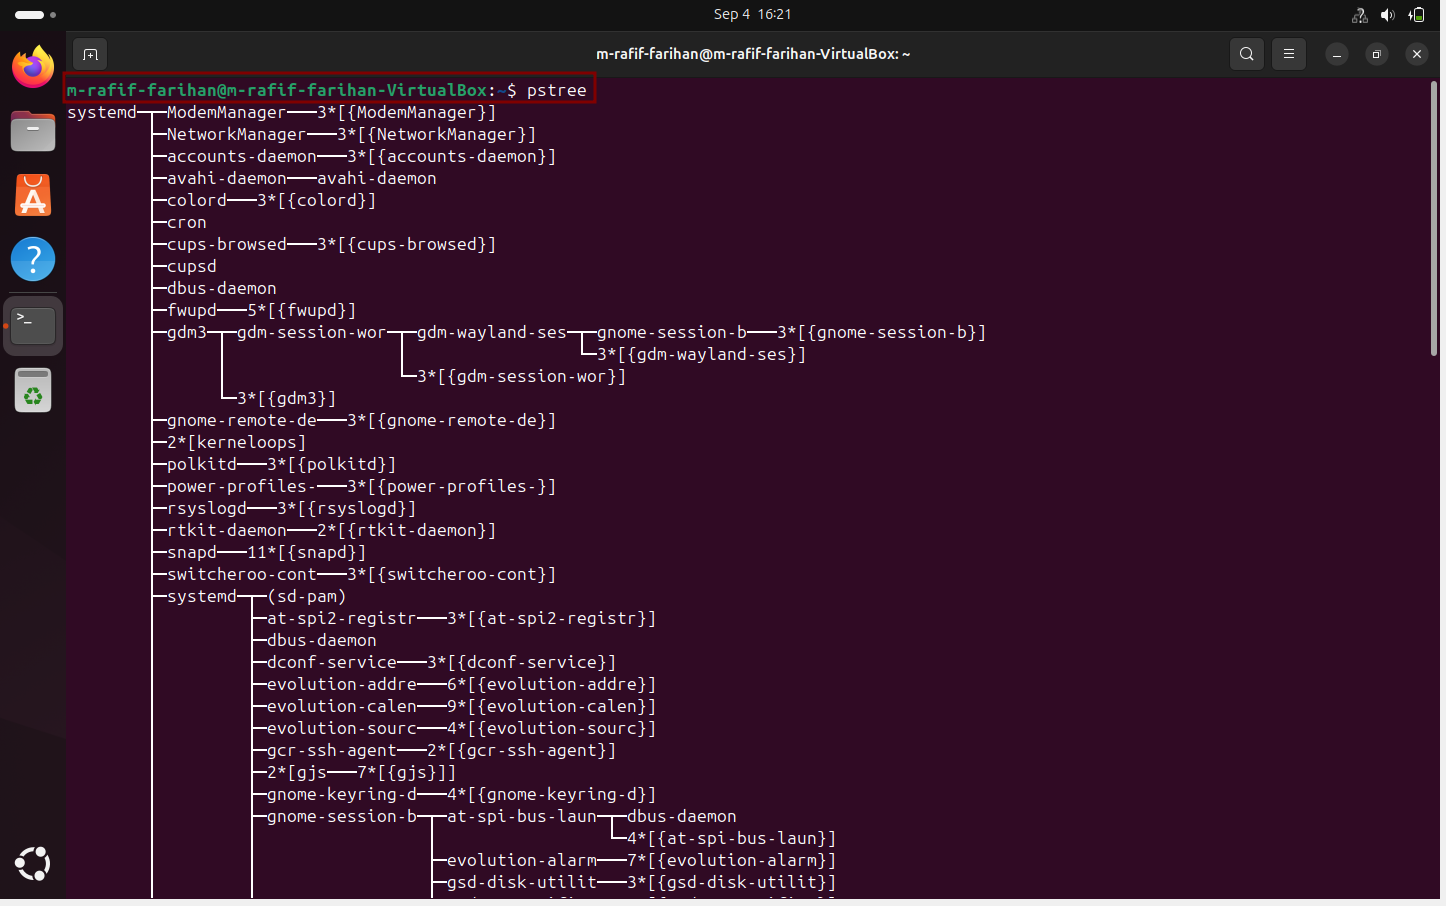 Sep 4 16:21
m-rafif-farihan@m-rafif-farihan-VirtualBox: ~
m-rafif-farihan@m-rafif-farihan-VirtualBox:~$ pstree
systemd─┬─ModemManager───3*[{ModemManager}]
├─NetworkManager───3*[{NetworkManager}]
├─accounts-daemon───3*[{accounts-daemon}]
├─avahi-daemon───avahi-daemon
├─colord───3*[{colord}]
├─cron
├─cups-browsed───3*[{cups-browsed}]
├─cupsd
├─dbus-daemon
├─fwupd───5*[{fwupd}]
├─gdm3─┬─gdm-session-wor─┬─gdm-wayland-ses─┬─gnome-session-b───3*[{gnome-session-b}]
│ │ │ └─3*[{gdm-wayland-ses}]
│ │ └─3*[{gdm-session-wor}]
│ └─3*[{gdm3}]
├─gnome-remote-de───3*[{gnome-remote-de}]
├─2*[kerneloops]
├─polkitd───3*[{polkitd}]
├─power-profiles-───3*[{power-profiles-}]
├─rsyslogd───3*[{rsyslogd}]
├─rtkit-daemon───2*[{rtkit-daemon}]
├─snapd───11*[{snapd}]
├─switcheroo-cont───3*[{switcheroo-cont}]
├─systemd─┬─(sd-pam)
│ ├─at-spi2-registr───3*[{at-spi2-registr}]
│ ├─dbus-daemon
│ ├─dconf-service───3*[{dconf-service}]
│ ├─evolution-addre───6*[{evolution-addre}]
│ ├─evolution-calen───9*[{evolution-calen}]
│ ├─evolution-sourc───4*[{evolution-sourc}]
│ ├─gcr-ssh-agent───2*[{gcr-ssh-agent}]
│ ├─2*[gjs───7*[{gjs}]]
│ ├─gnome-keyring-d───4*[{gnome-keyring-d}]
│ ├─gnome-session-b─┬─at-spi-bus-laun─┬─dbus-daemon
│ │ │ └─4*[{at-spi-bus-laun}]
│ │ ├─evolution-alarm───7*[{evolution-alarm}]
│ │ ├─gsd-disk-utilit───3*[{gsd-disk-utilit}]